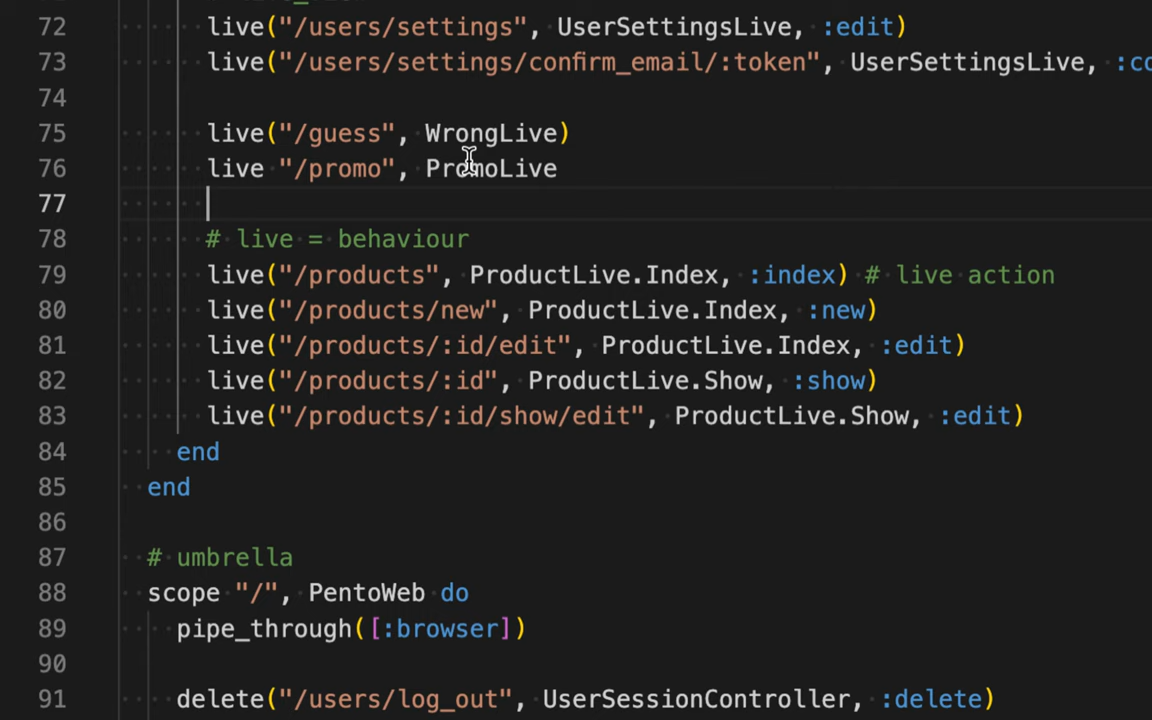 72 live("/users/settings", UserSettingsLive, :edit)
73 live("/users/settings/confirm_email/:token", UserSettingsLive, :co
74
75 live("/guess", WrongLive)
76 live "/promo", PromoLive
77
78 # live = behaviour
79 live("/products", ProductLive.Index, :index) # live action
80 live("/products/new", ProductLive.Index, :new)
81 live("/products/:id/edit", ProductLive.Index, :edit)
82 live("/products/:id", ProductLive.Show, :show)
83 live("/products/:id/show/edit", ProductLive.Show, :edit)
84 end
85 end
86
87 # umbrella
88 scope "/", PentoWeb do
89 pipe_through([:browser])
90
91 delete("/users/log_out", UserSessionController, :delete)